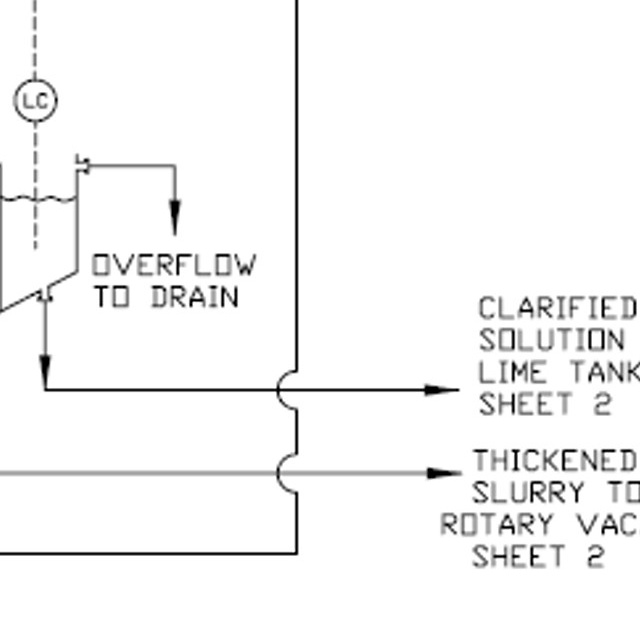 LC
OVERFLOW
TO DRAIN
CLARIFIED
SOLUTION
LIME TANK
SHEET 2
THICKENED
SLURRY TO
ROTARY VAC
SHEET 2